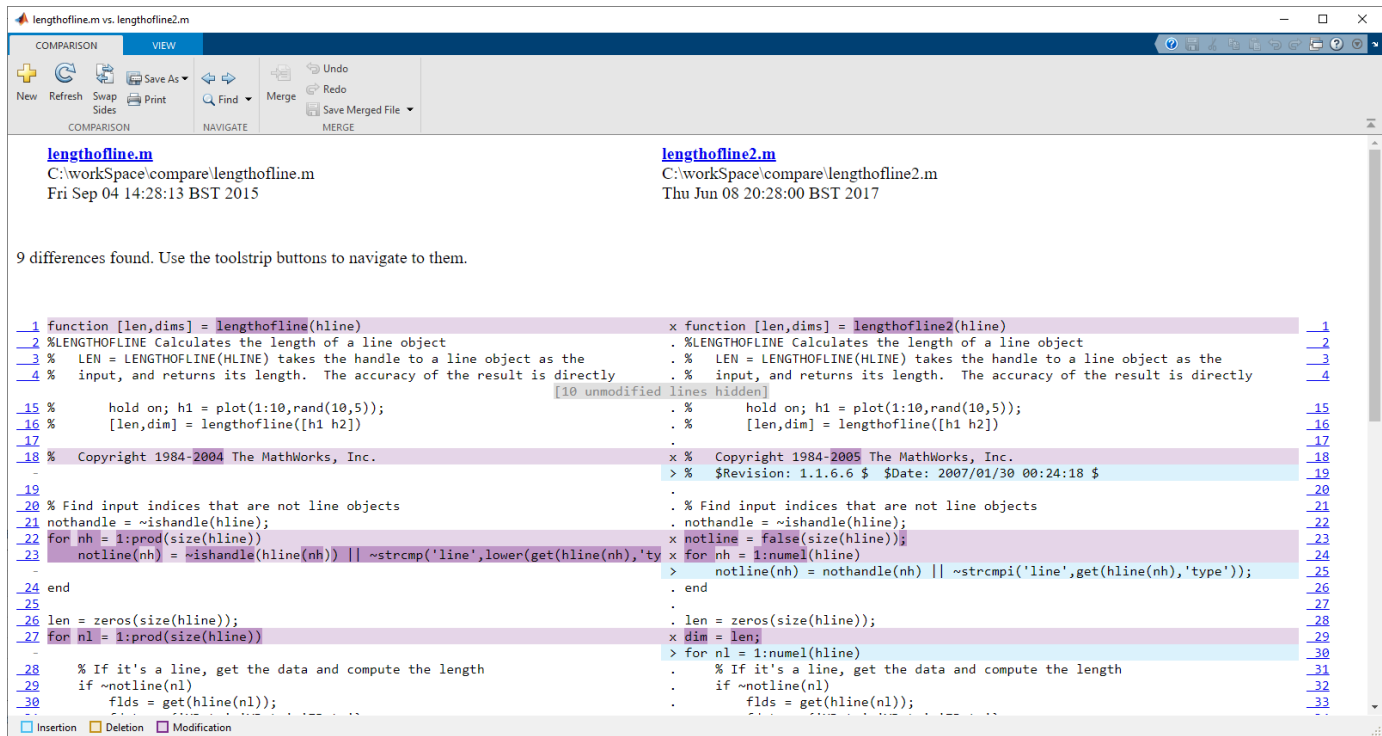 lengthofline.m vs. lengthofline2.m
COMPARISON VIEW
New Refresh Swap Sides Save As Print Find Merge Undo Redo Save Merged File
COMPARISON NAVIGATE MERGE
lengthofline.m lengthofline2.m
C:\workSpace\compare\lengthofline.m C:\workSpace\compare\lengthofline2.m
Fri Sep 04 14:28:13 BST 2015 Thu Jun 08 20:28:00 BST 2017
9 differences found. Use the toolstrip buttons to navigate to them.
1 function [len,dims] = lengthofline(hline) x function [len,dims] = lengthofline2(hline) 1
2 %LENGTHOFLINE Calculates the length of a line object . %LENGTHOFLINE Calculates the length of a line object 2
3 %   LEN = LENGTHOFLINE(HLINE) takes the handle to a line object as the . %   LEN = LENGTHOFLINE(HLINE) takes the handle to a line object as the 3
4 %   input, and returns its length.  The accuracy of the result is directly . %   input, and returns its length.  The accuracy of the result is directly 4
[10 unmodified lines hidden]
15 %       hold on; h1 = plot(1:10,rand(10,5)); . %       hold on; h1 = plot(1:10,rand(10,5)); 15
16 %       [len,dim] = lengthofline([h1 h2]) . %       [len,dim] = lengthofline([h1 h2]) 16
17 . 17
18 %   Copyright 1984-2004 The MathWorks, Inc. x %   Copyright 1984-2005 The MathWorks, Inc. 18
- > %   $Revision: 1.1.6.6 $  $Date: 2007/01/30 00:24:18 $ 19
19 . 20
20 % Find input indices that are not line objects . % Find input indices that are not line objects 21
21 nothandle = ~ishandle(hline); . nothandle = ~ishandle(hline); 22
22 for nh = 1:prod(size(hline)) x notline = false(size(hline)); 23
23     notline(nh) = ~ishandle(hline(nh)) || ~strcmp('line',lower(get(hline(nh),'ty x for nh = 1:numel(hline) 24
- >     notline(nh) = nothandle(nh) || ~strcmpi('line',get(hline(nh),'type')); 25
24 end . end 26
25 . 27
26 len = zeros(size(hline)); . len = zeros(size(hline)); 28
27 for nl = 1:prod(size(hline)) x dim = len; 29
- > for nl = 1:numel(hline) 30
28     % If it's a line, get the data and compute the length .     % If it's a line, get the data and compute the length 31
29     if ~notline(nl) .     if ~notline(nl) 32
30         flds = get(hline(nl)); .         flds = get(hline(nl)); 33
Insertion Deletion Modification